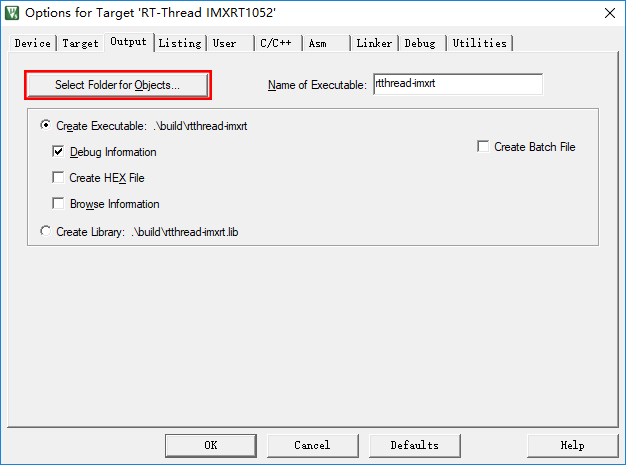 Options for Target 'RT-Thread IMXRT1052'
Device Target Output Listing User C/C++ Asm Linker Debug Utilities
Select Folder for Objects... Name of Executable: rtthread-imxrt
Create Executable: .\build\rtthread-imxrt
Debug Information Create Batch File
Create HEX File
Browse Information
Create Library: .\build\rtthread-imxrt.lib
OK Cancel Defaults Help